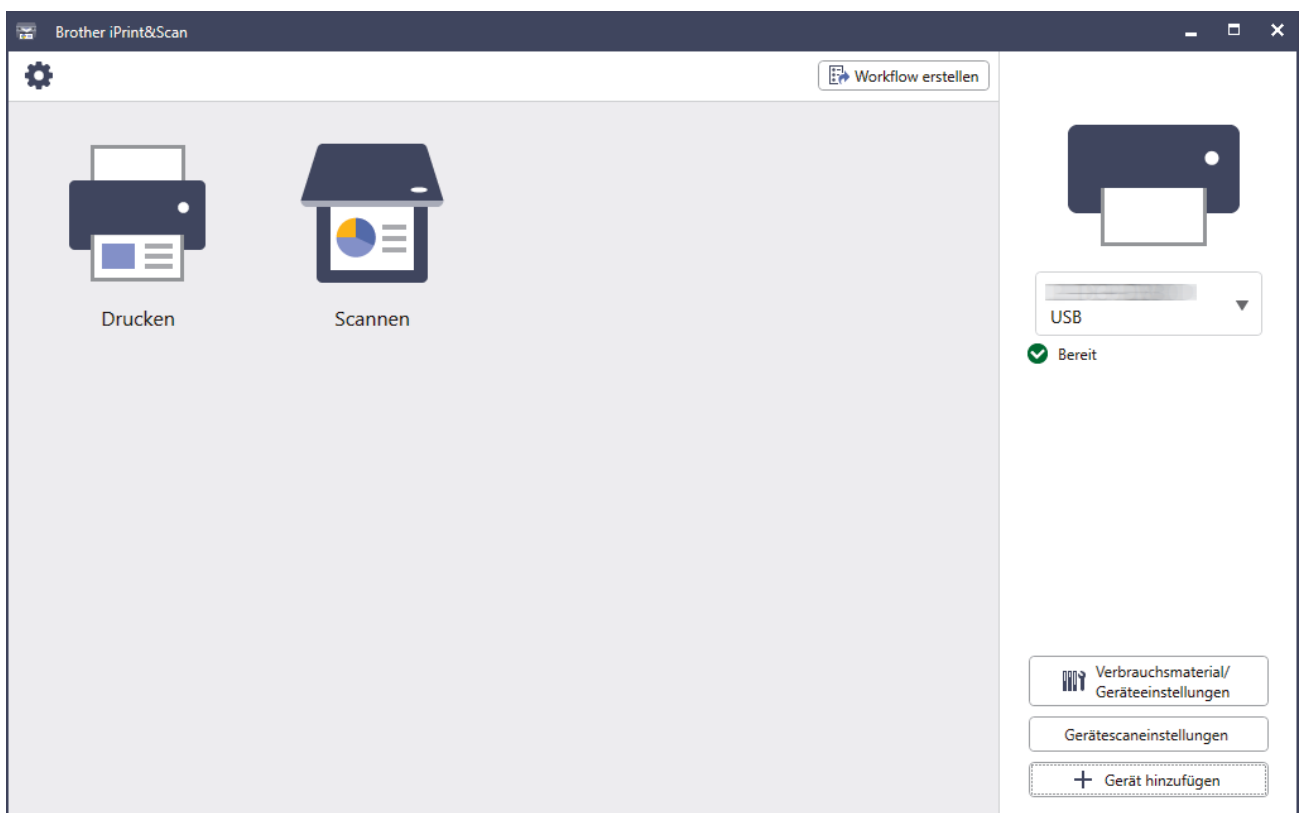 Brother iPrint&Scan
Workflow erstellen
Drucken
Scannen
USB
Bereit
Verbrauchsmaterial/
Geräteeinstellungen
Gerätescaneinstellungen
Gerät hinzufügen